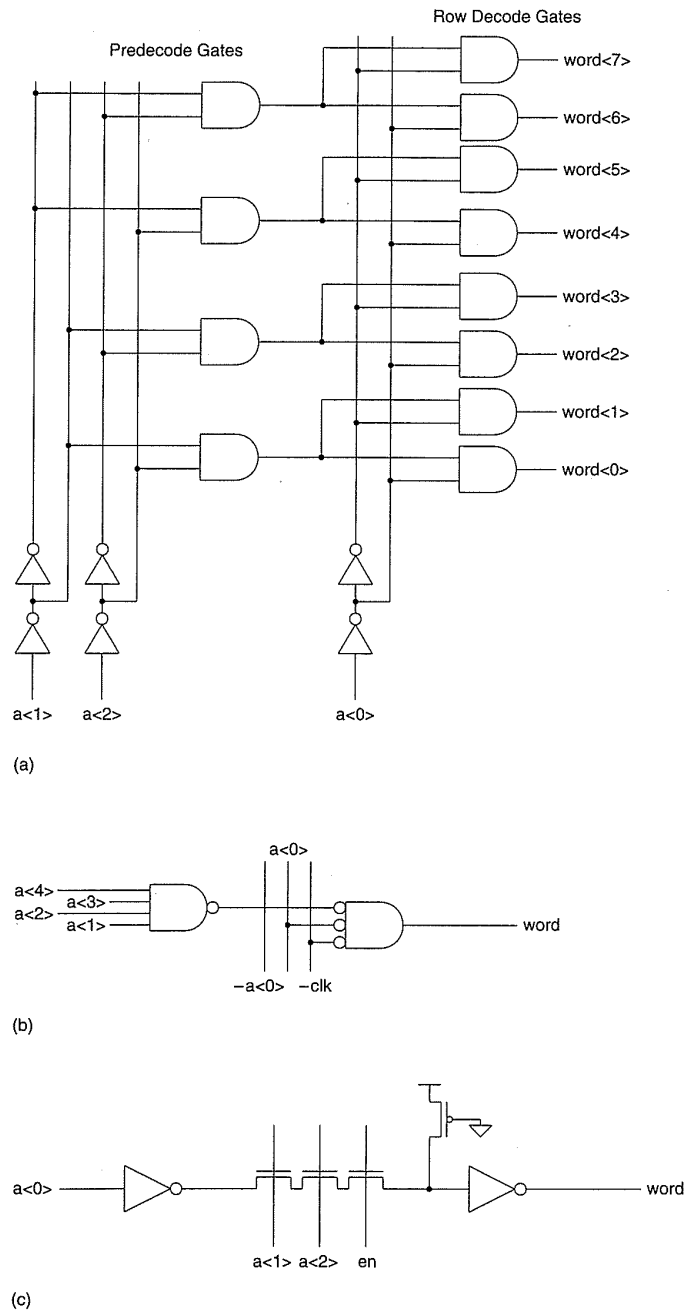 Row Decode Gates
Predecode Gates
word<7>
word<6>
word<5>
word<4>
word<3>
word<2>
word<1>
word<0>
a<1>
a<2>
a<0>
(a)
a<0>
a<4>
a<3>
a<2>
a<1>
word
−a<0>
−clk
(b)
a<0>
word
a<1>
a<2>
en
(c)